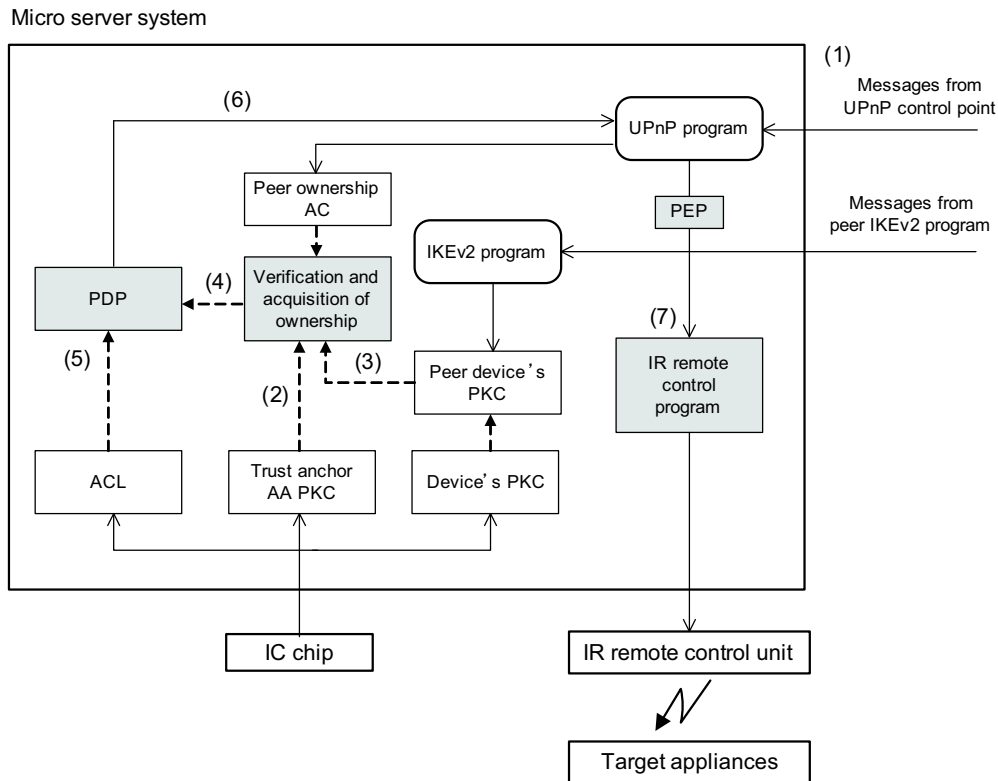 Micro server system
(1)
Messages from
UPnP control point
(6)
UPnP program
Peer ownership
AC
PEP
Messages from
peer IKEv2 program
IKEv2 program
PDP
(4)
Verification and
acquisition of
ownership
(7)
(5)
(2)
(3)
Peer device's
PKC
IR remote
control
program
ACL
Trust anchor
AA PKC
Device's PKC
IC chip
IR remote control unit
Target appliances